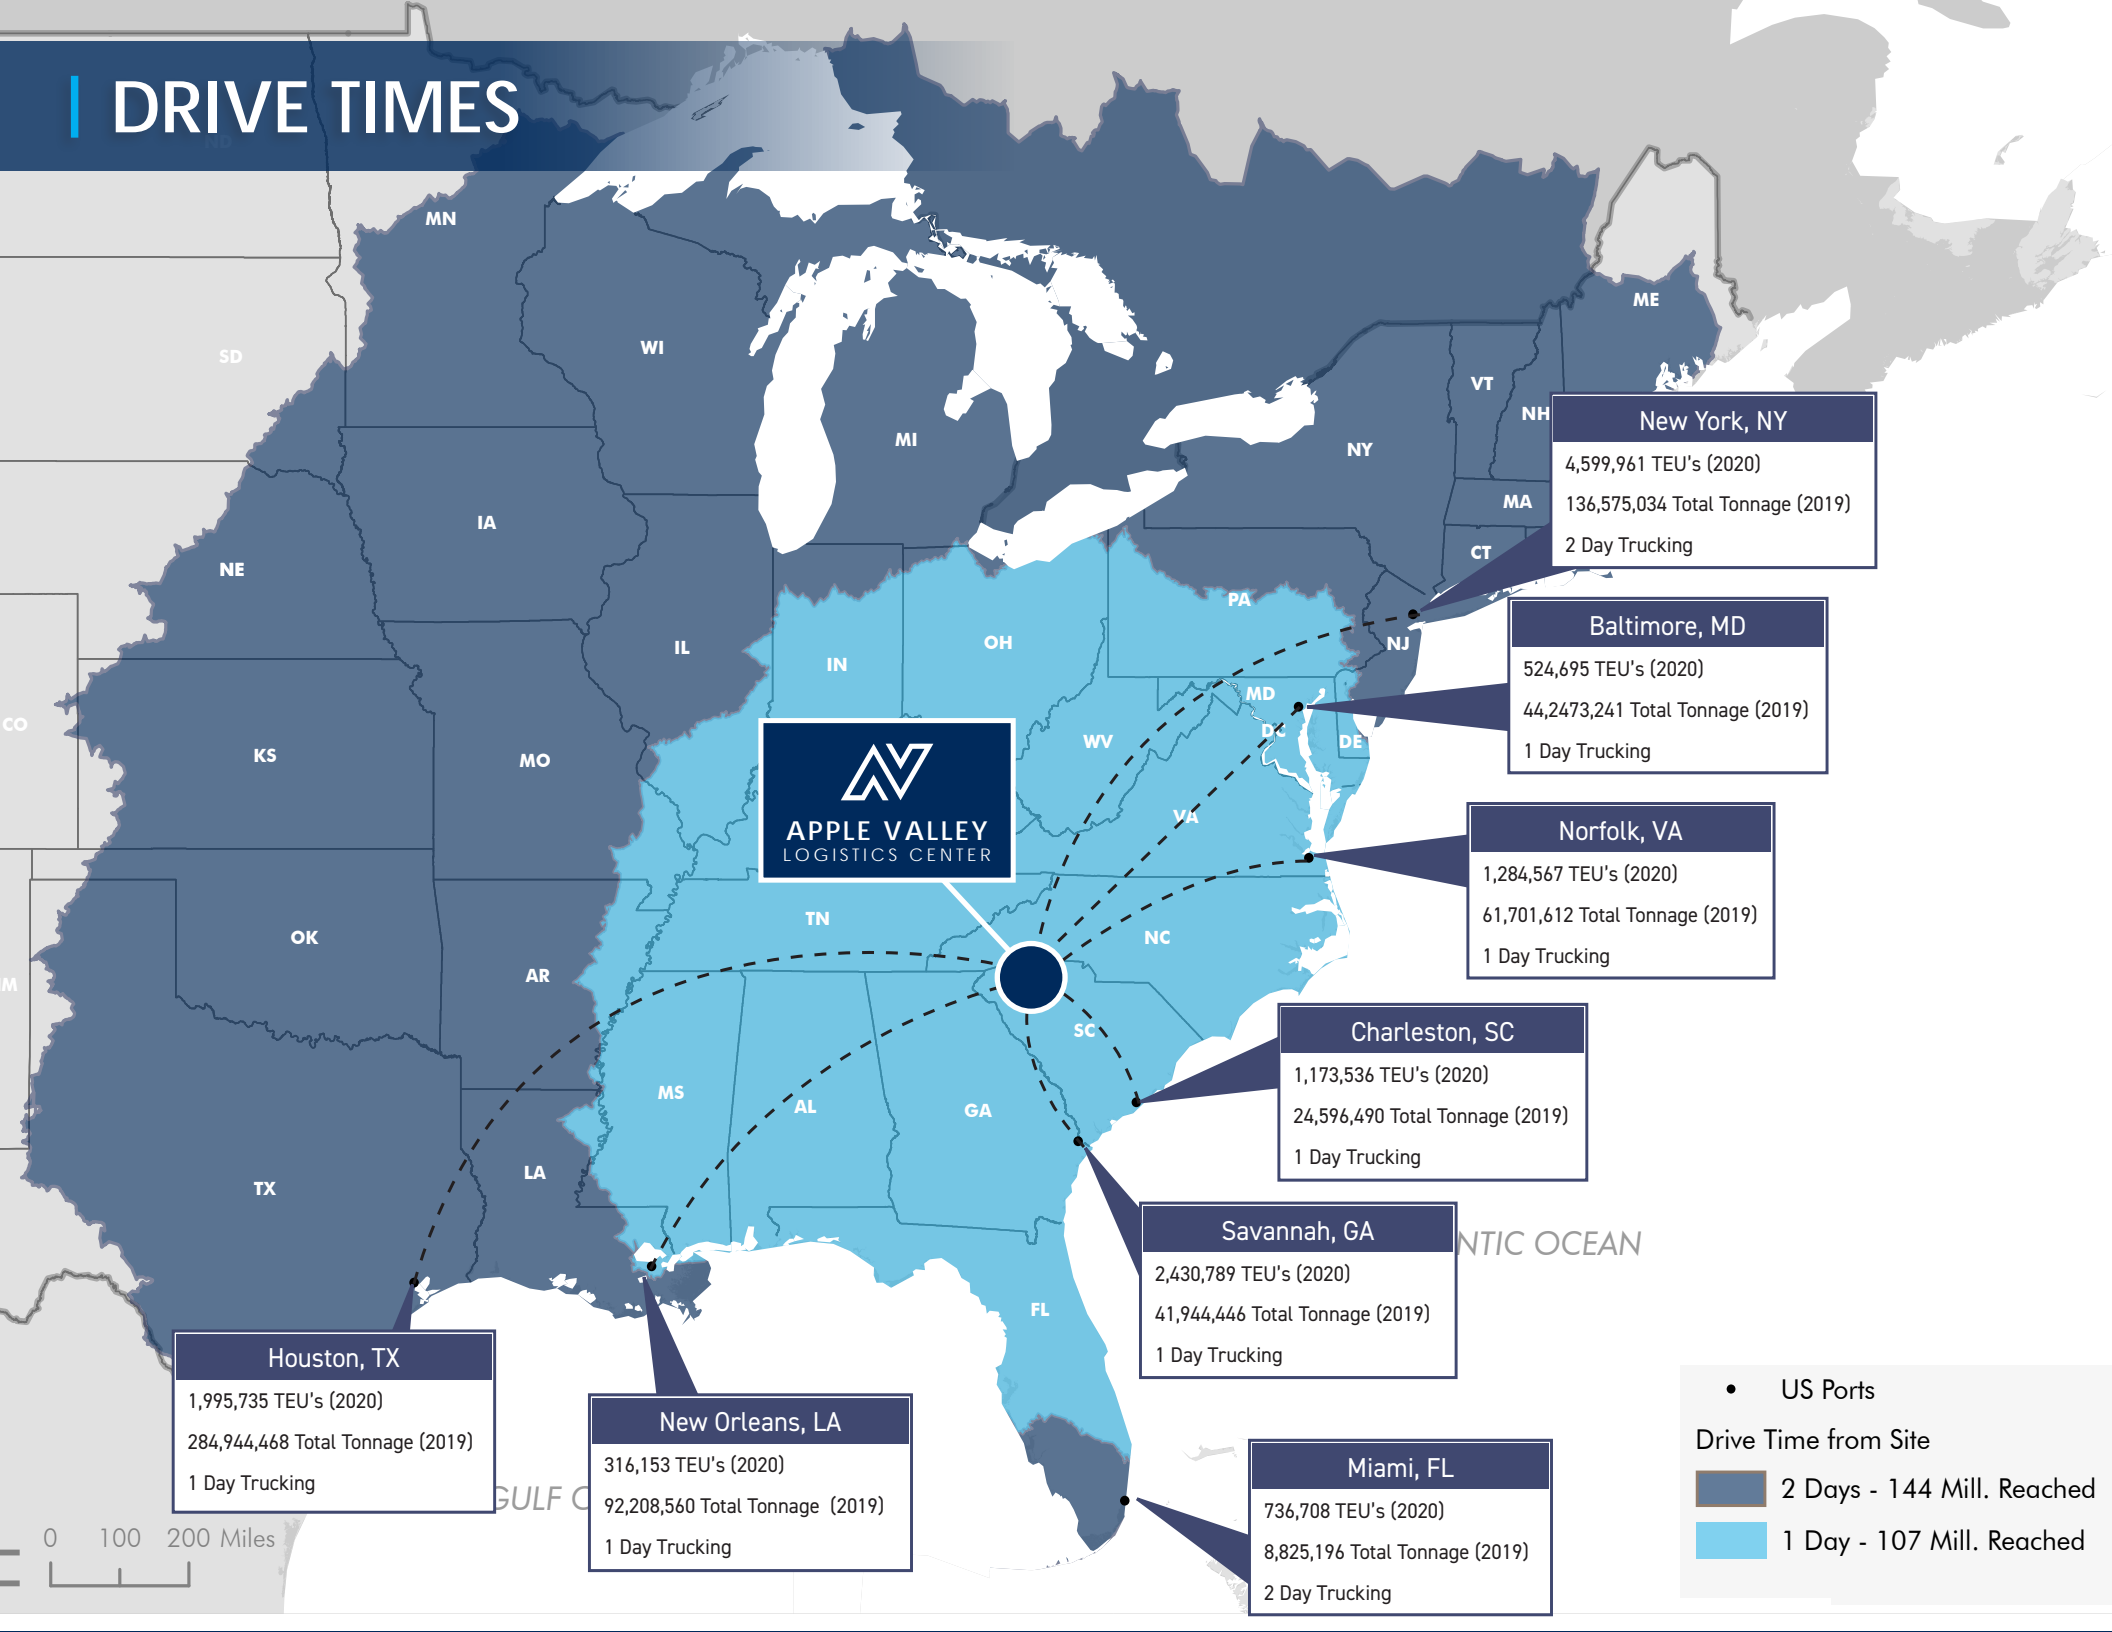 DRIVE TIMES
ND
MN
SD
WI
ME
VT
NH
MI
NY
MA
IA
CT
NE
PA
IL
IN
OH
NJ
MD
CO
KS
MO
WV
DC
DE
VA
APPLE VALLEY
LOGISTICS CENTER
TN
NC
OK
AR
M
SC
MS
AL
GA
LA
TX
FL
New York, NY
4,599,961 TEU's (2020)
136,575,034 Total Tonnage (2019)
2 Day Trucking
Baltimore, MD
524,695 TEU's (2020)
44,2473,241 Total Tonnage (2019)
1 Day Trucking
Norfolk, VA
1,284,567 TEU's (2020)
61,701,612 Total Tonnage (2019)
1 Day Trucking
Charleston, SC
1,173,536 TEU's (2020)
24,596,490 Total Tonnage (2019)
1 Day Trucking
Savannah, GA
2,430,789 TEU's (2020)
41,944,446 Total Tonnage (2019)
1 Day Trucking
NTIC OCEAN
Houston, TX
1,995,735 TEU's (2020)
284,944,468 Total Tonnage (2019)
1 Day Trucking
GULF O
New Orleans, LA
316,153 TEU's (2020)
92,208,560 Total Tonnage (2019)
1 Day Trucking
Miami, FL
736,708 TEU's (2020)
8,825,196 Total Tonnage (2019)
2 Day Trucking
US Ports
Drive Time from Site
2 Days - 144 Mill. Reached
1 Day - 107 Mill. Reached
0 100 200 Miles